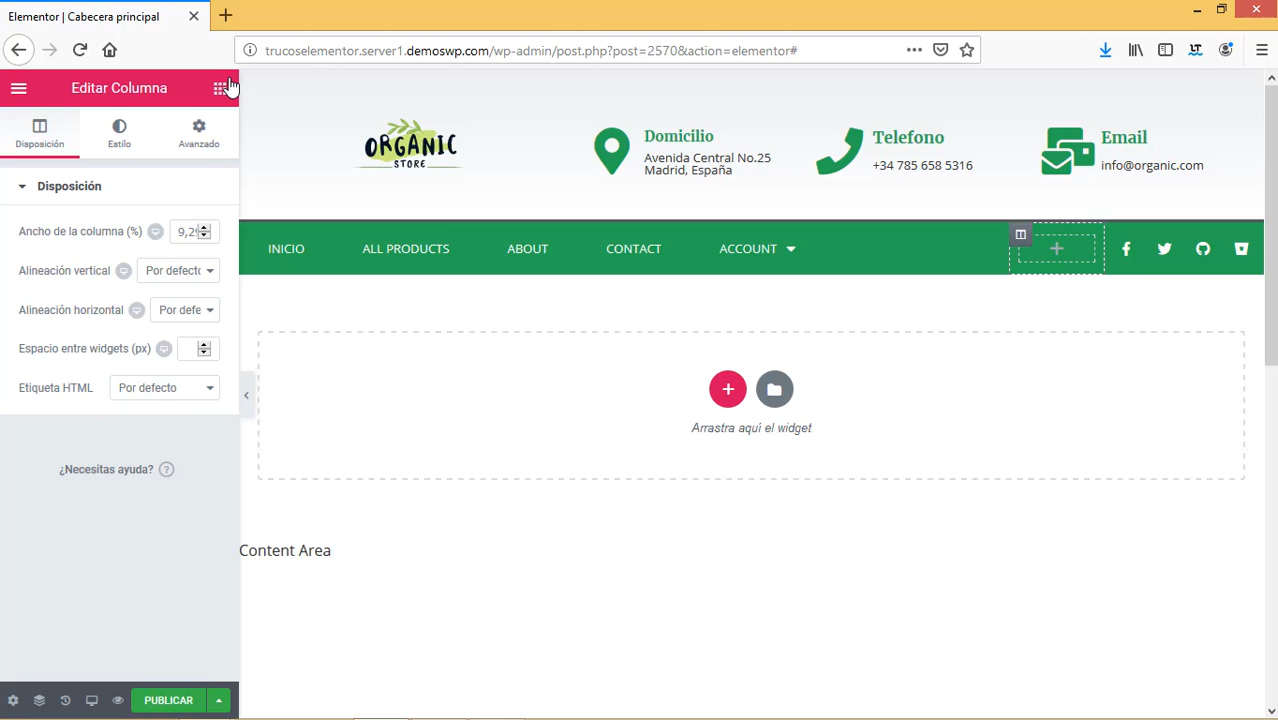 Elementor | Cabecera principal
trucoselementor.server1.demoswp.com/wp-admin/post.php?post=2570&action=elementor#
Editar Columna
Disposición
Estilo
Avanzado
Disposición
Ancho de la columna (%)
Alineación vertical
Por defecto
Alineación horizontal
Por defe
Espacio entre widgets (px)
Etiqueta HTML
Por defecto
¿Necesitas ayuda? ?
PUBLICAR
ORGANIC
STORE
Domicilio
Avenida Central No.25
Madrid, España
Telefono
+34 785 658 5316
Email
info@organic.com
INICIO
ALL PRODUCTS
ABOUT
CONTACT
ACCOUNT
Arrastra aquí el widget
Content Area